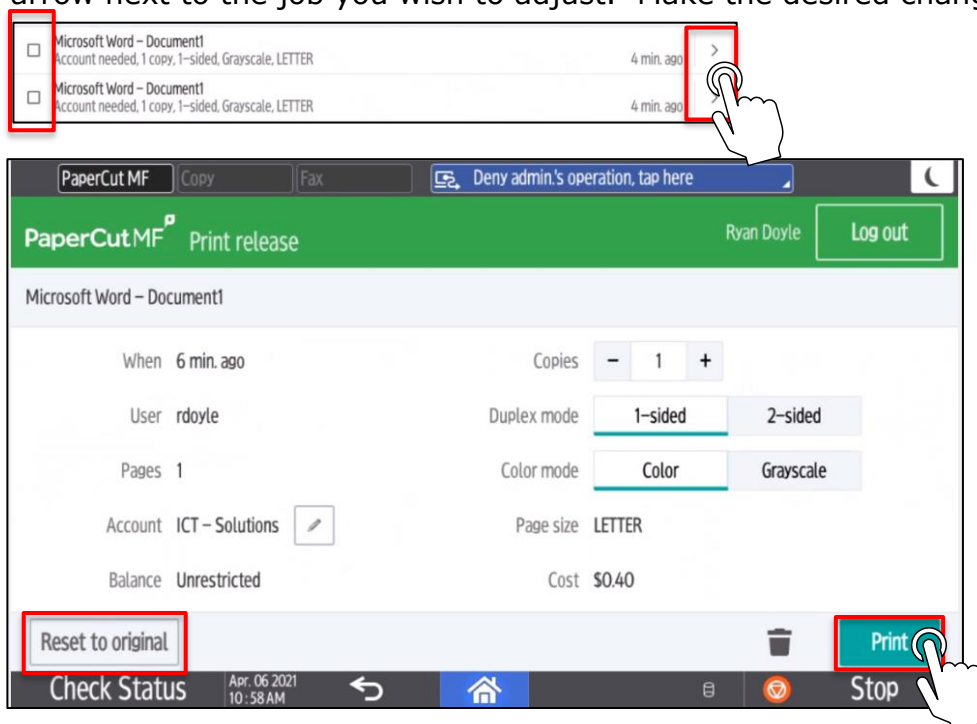 arrow next to the job you wish to adjust. Make the desired chang
Microsoft Word – Document1
Account needed, 1 copy, 1-sided, Grayscale, LETTER
4 min. ago
Microsoft Word – Document1
Account needed, 1 copy, 1-sided, Grayscale, LETTER
4 min. ago
PaperCut MF Copy Fax Deny admin.'s operation, tap here
PaperCut MF Print release Ryan Doyle Log out
Microsoft Word – Document1
When 6 min. ago Copies – 1 +
User rdoyle Duplex mode 1-sided 2-sided
Pages 1 Color mode Color Grayscale
Account ICT – Solutions Page size LETTER
Balance Unrestricted Cost $0.40
Reset to original Print
Check Status Apr. 06 2021 Stop
10:58 AM